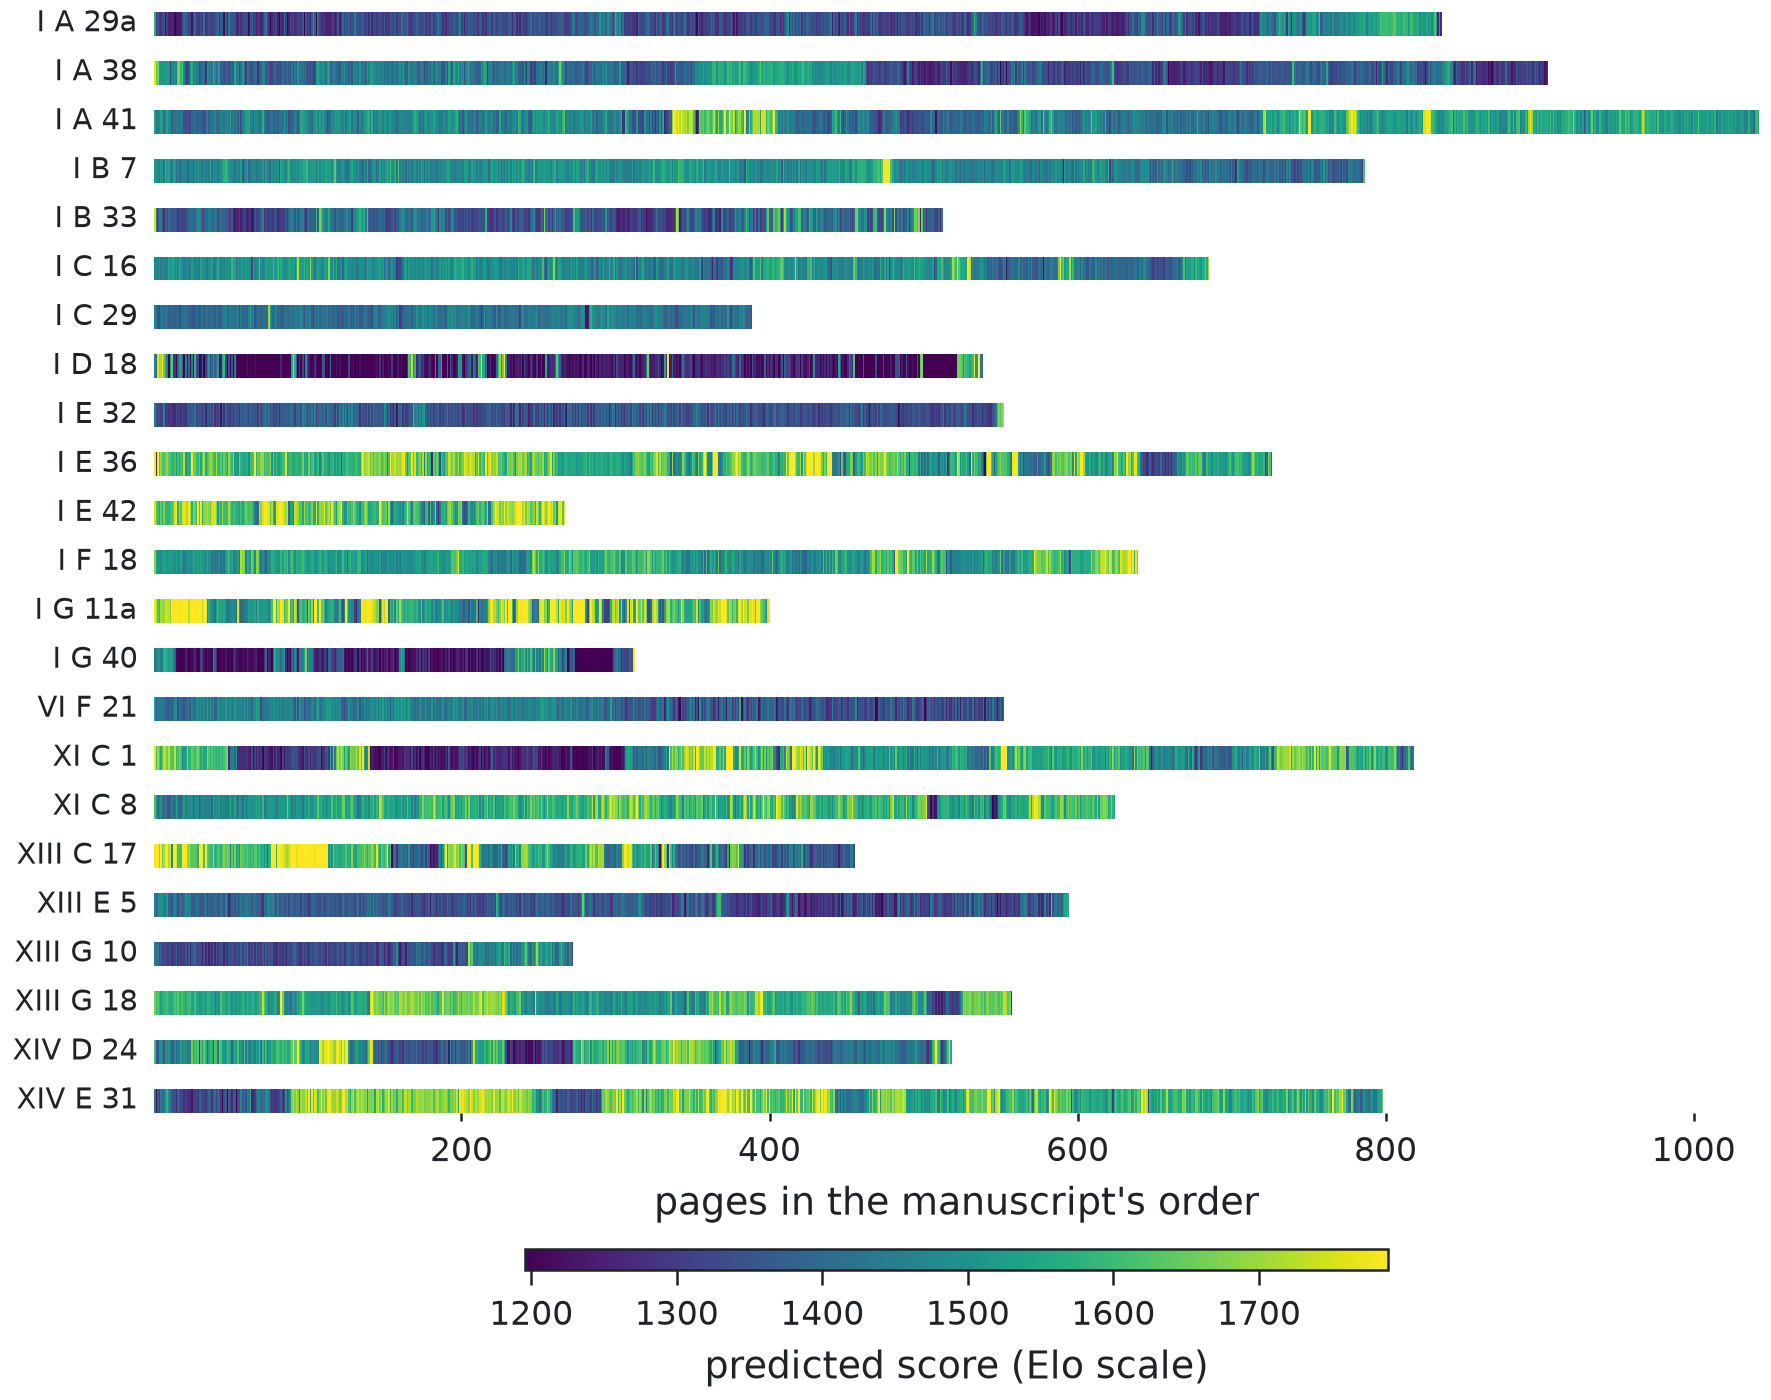 I A 29a
I A 38
I A 41
I B 7
I B 33
I C 16
I C 29
I D 18
I E 32
I E 36
I E 42
I F 18
I G 11a
I G 40
VI F 21
XI C 1
XI C 8
XIII C 17
XIII E 5
XIII G 10
XIII G 18
XIV D 24
XIV E 31
200 400 600 800 1000
pages in the manuscript's order
1200 1300 1400 1500 1600 1700
predicted score (Elo scale)